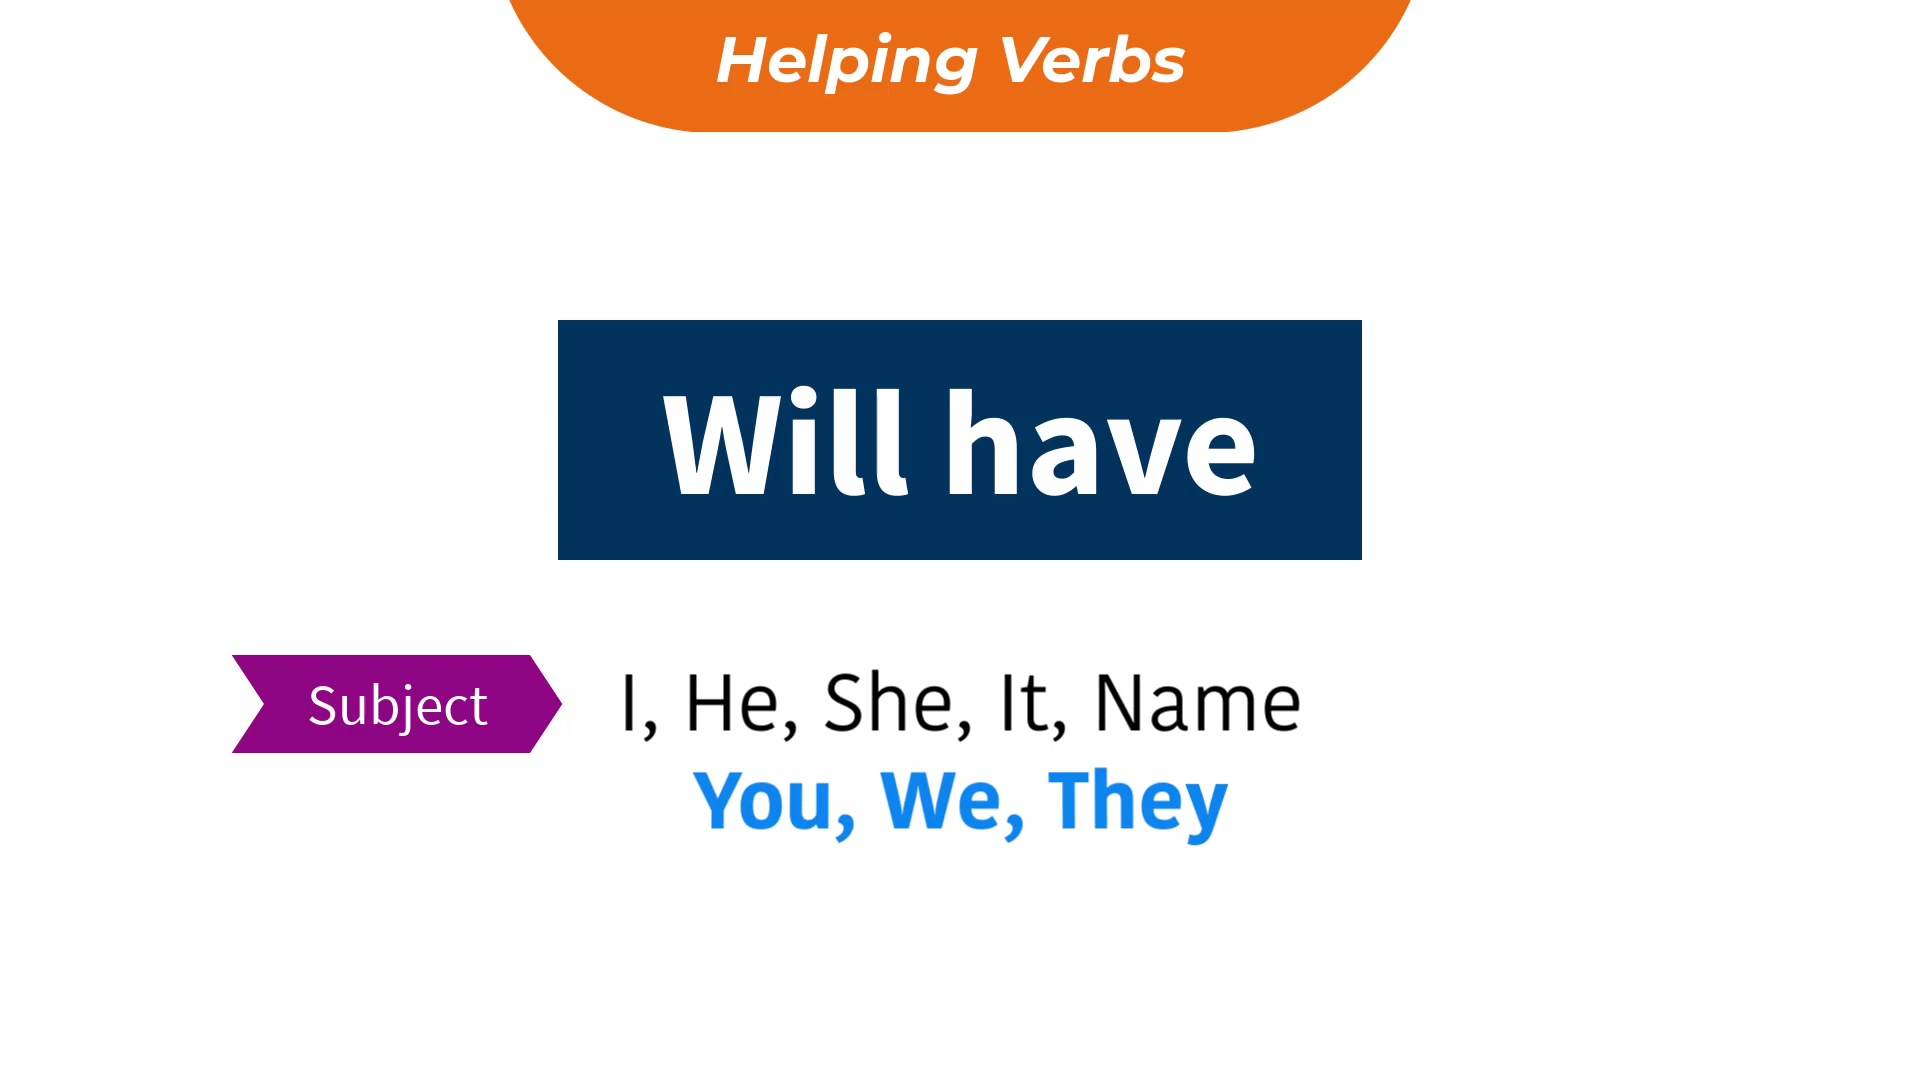 Helping Verbs
Will have
Subject
I, He, She, It, Name
You, We, They